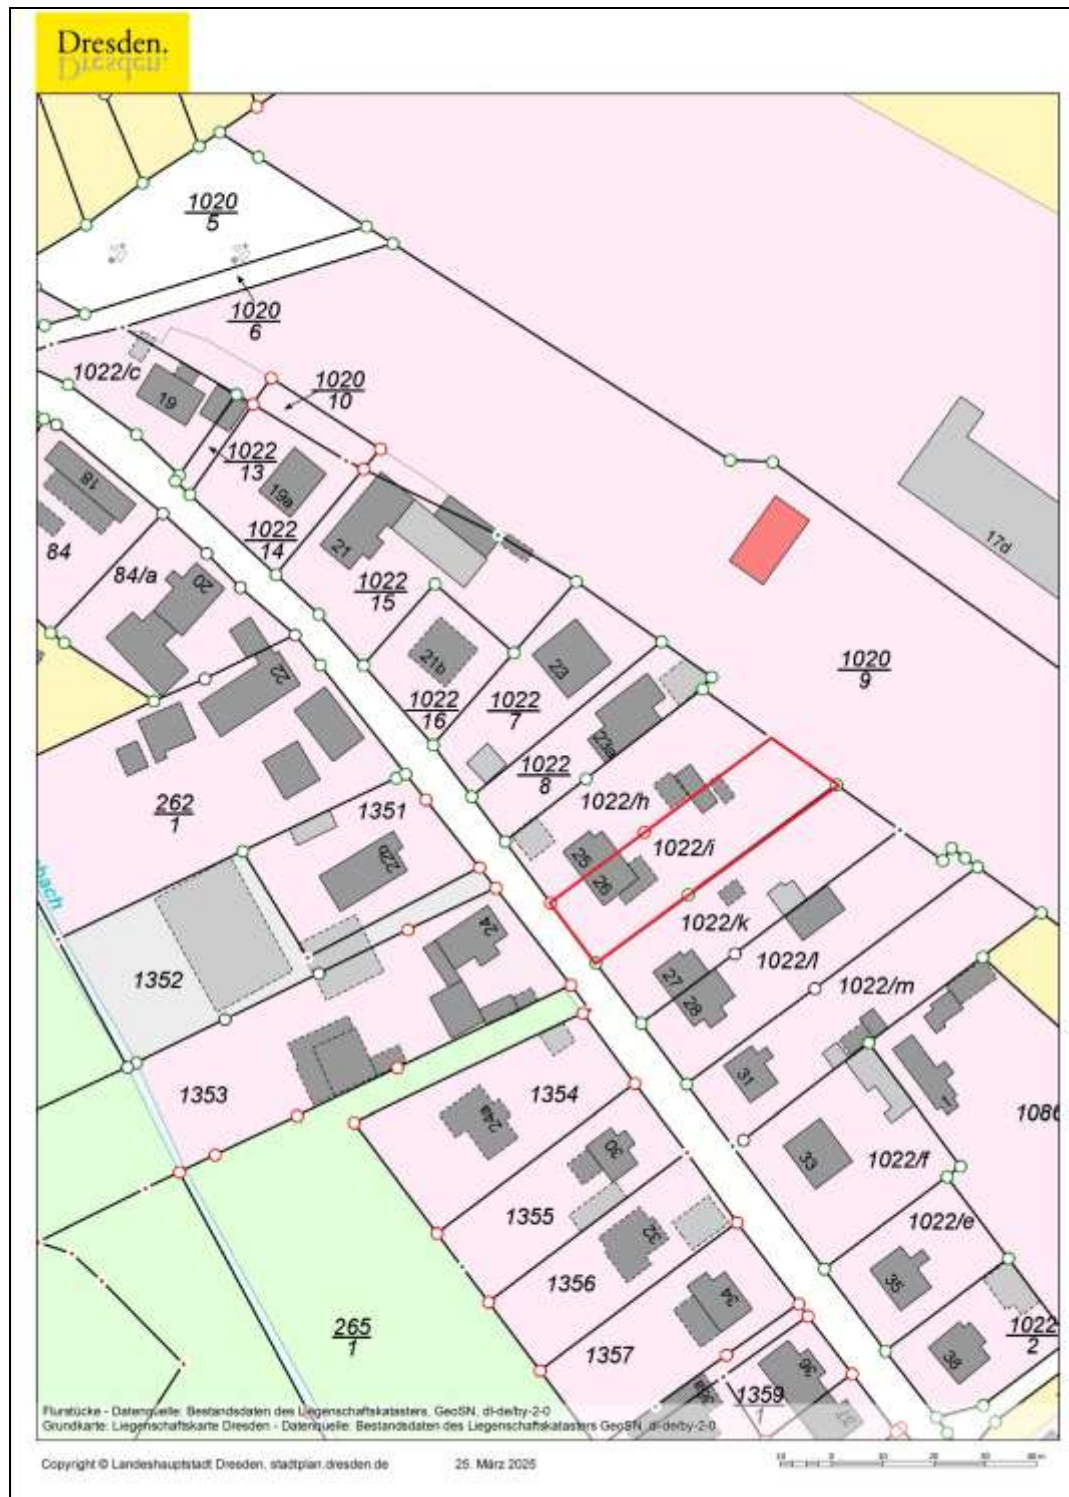 Dresden.
1020
5
1020
6
1022/c
19
1020
10
1022
13
19a
18
1022
14
84
84/a
20
21
1022
15
17d
22
21b
23
1020
9
1022
16
1022
7
23a
1022
8
262
1
1351
1022/h
22b
25
1022/i
26
bach
24
1022/k
1352
1022/l
27
28
1022/m
1353
31
24a
1354
1
1086
30
33
1022/f
1355
32
1022/e
1356
35
34
265
1
1022
2
1357
38
36
1359
1
37
Flurstücke - Datenquelle: Bestandsdaten des Liegenschaftskatasters, GeoSN, dl-de/by-2-0
Grundkarte: Liegenschaftskarte Dresden - Datenquelle: Bestandsdaten des Liegenschaftskatasters GeoSN, dl-de/by-2-0
Copyright © Landeshauptstadt Dresden, stadtplan.dresden.de
25. März 2025